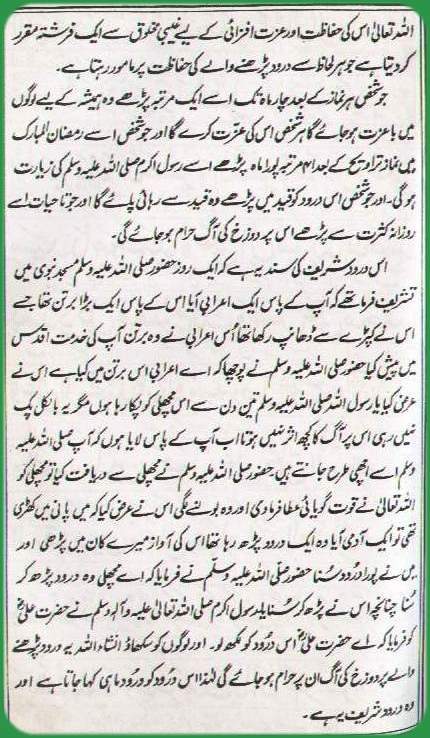 اللہ تعالیٰ اس کی حفاظت اور عزت افزائی کے لیے غیبی مخلوق سے ایک فرشتہ مقرر
کر دیتا ہے جو ہر لحاظ سے درود پڑھنے والے کی حفاظت پر مامور رہتا ہے۔
جو شخص ہر نماز کے بعد چار ماہ تک اسے ایک مرتبہ پڑھے وہ ہمیشہ کے لیے لوگوں
میں باعزت ہو جائے گا ہر شخص اس کی عزّت کرے گا اور جو شخص اسے رمضان المبارک
میں نماز تراویح کے بعد ۴۱ مرتبہ پورا ماہ پڑھے اسے رسول اکرم صلی اللہ علیہ وسلم کی زیارت
ہوگی۔ اور جو شخص اس درود کو قید میں پڑھے وہ قید سے رہائی پائے گا اور جو تا حیات اسے
روزانہ کثرت سے پڑھے اس پر دوزخ کی آگ حرام ہو جائے گی۔
اس درود شریف کی سند یہ ہے کہ ایک روز حضور صلی اللہ علیہ وسلم مسجد نبوی میں
تشریف فرما تھے کہ آپ کے پاس ایک اعرابی آیا اس کے پاس ایک بڑا برتن تھا جسے
اس نے کپڑے سے ڈھانپ رکھا تھا اُس اعرابی نے وہ برتن آپ کی خدمت اقدس
میں پیش کیا حضور صلی اللہ علیہ وسلم نے پوچھا کہ اے اعرابی اس برتن میں کیا ہے اس نے
عرض کیا یا رسول اللہ صلی اللہ علیہ وسلم تین دن سے اس مچھلی کو پکا رہا ہوں مگر یہ بالکل پک
نہیں رہی اس پر آگ کا کچھ اثر نہیں ہوتا اب آپ کے پاس لایا ہوں کہ آپ صلی اللہ علیہ
وسلم اسے اچھی طرح جانتے ہیں۔ حضور صلی اللہ علیہ وسلم نے مچھلی سے دریافت کیا تو مچھلی کو
اللہ تعالیٰ نے قوت گویائی عطا فرما دی اور وہ بولنے لگی اس نے عرض کیا کہ میں پانی میں کھڑی
تھی تو ایک آدمی آیا وہ ایک درود پڑھ رہا تھا اس کی آواز میرے کان میں پڑھی اور
میں نے پورا درُود سُنا حضور صلی اللہ علیہ وسلّم نے فرمایا کہ اے مچھلی وہ درود پڑھ کر
سُنا چنانچہ اس نے پڑھ کر سُنایا۔ رسول اکرم صلی اللہ تعالیٰ علیہ وآلہ وسلم نے حضرت علیؓ
کو فرمایا کہ اے حضرت علیؓ اس درُود کو لکھ لو۔ اور لوگوں کو سکھاؤ انشاء اللہ یہ درود پڑھنے
والے پر دوزخ کی آگ ان پر حرام ہو جائے گی لہٰذا اس درُود کو درُود ماہی کہا جاتا ہے اور
وہ درود شریف یہ ہے۔